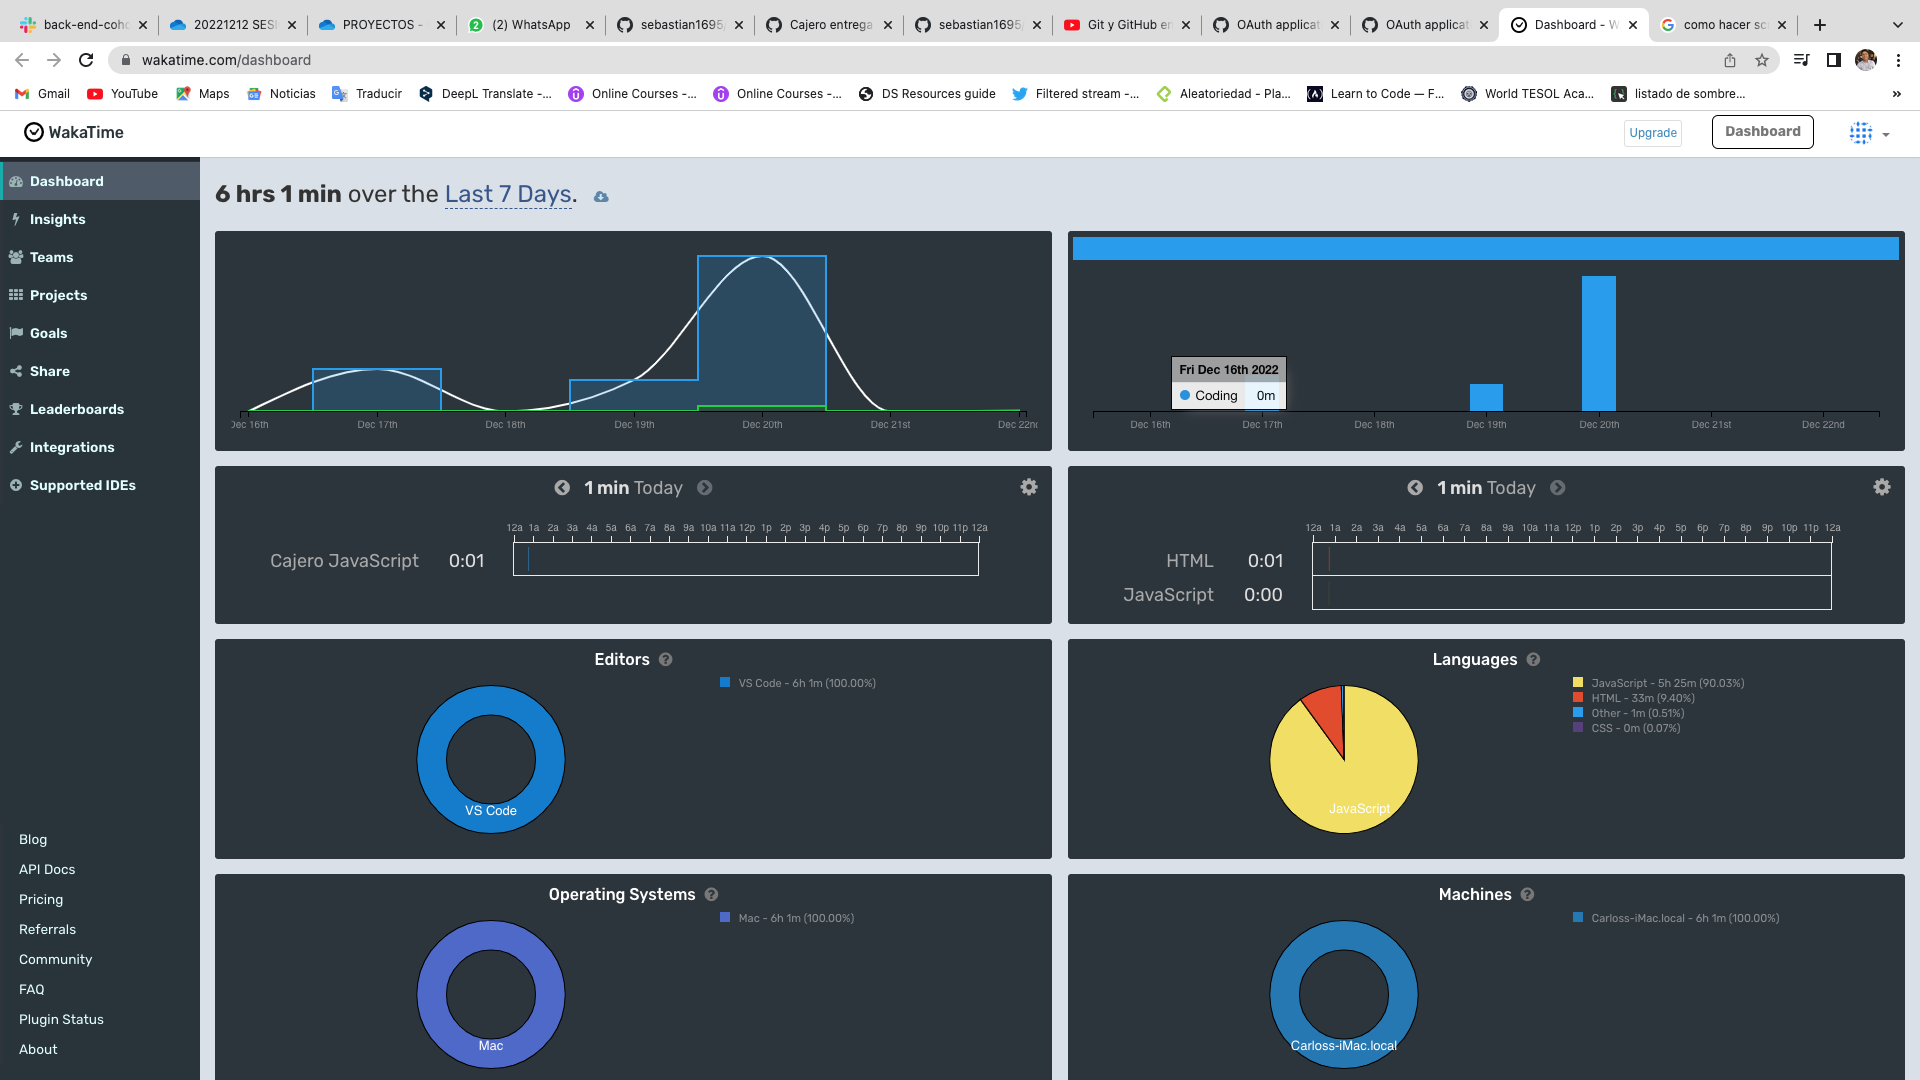 back-end-coho
20221212 SESI
PROYECTOS -
(2) WhatsApp
sebastian1695
Cajero entrega
sebastian1695
Git y GitHub en
OAuth applicat
OAuth applicat
Dashboard - W
como hacer scr
wakatime.com/dashboard
Gmail
YouTube
Maps
Noticias
Traducir
DeepL Translate -...
Online Courses -...
Online Courses -...
DS Resources guide
Filtered stream -...
Aleatoriedad - Pla...
Learn to Code — F...
World TESOL Aca...
listado de sombre...
»
WakaTime
Upgrade
Dashboard
Dashboard
Insights
Teams
Projects
Goals
Share
Leaderboards
Integrations
Supported IDEs
Blog
API Docs
Pricing
Referrals
Community
FAQ
Plugin Status
About
6 hrs 1 min over the Last 7 Days.
Dec 16th Dec 17th Dec 18th Dec 19th Dec 20th Dec 21st Dec 22n
Fri Dec 16th 2022
Coding 0m
Dec 16th Dec 17th Dec 18th Dec 19th Dec 20th Dec 21st Dec 22nd
1 min Today
12a 1a 2a 3a 4a 5a 6a 7a 8a 9a 10a 11a 12p 1p 2p 3p 4p 5p 6p 7p 8p 9p 10p 11p 12a
Cajero JavaScript 0:01
1 min Today
12a 1a 2a 3a 4a 5a 6a 7a 8a 9a 10a 11a 12p 1p 2p 3p 4p 5p 6p 7p 8p 9p 10p 11p 12a
HTML 0:01
JavaScript 0:00
Editors ?
VS Code - 6h 1m (100.00%)
VS Code
Languages ?
JavaScript - 5h 25m (90.03%)
HTML - 33m (9.40%)
Other - 1m (0.51%)
CSS - 0m (0.07%)
JavaScript
Operating Systems ?
Mac - 6h 1m (100.00%)
Mac
Machines ?
Carloss-iMac.local - 6h 1m (100.00%)
Carloss-iMac.local